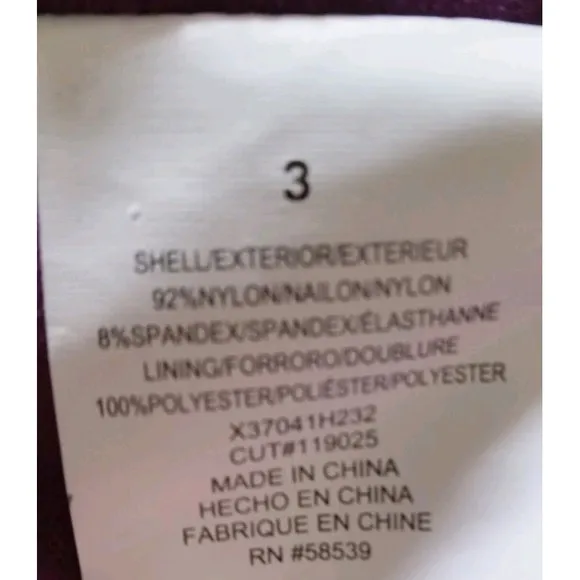 3
SHELL/EXTERIOR/EXTERIEUR
92%NYLON/NAILON/NYLON
8%SPANDEX/SPANDEX/ÉLASTHANNE
LINING/FORRORO/DOUBLURE
100%POLYESTER/POLIÉSTER/POLYESTER
X37041H232
CUT#119025
MADE IN CHINA
HECHO EN CHINA
FABRIQUE EN CHINE
RN #58539